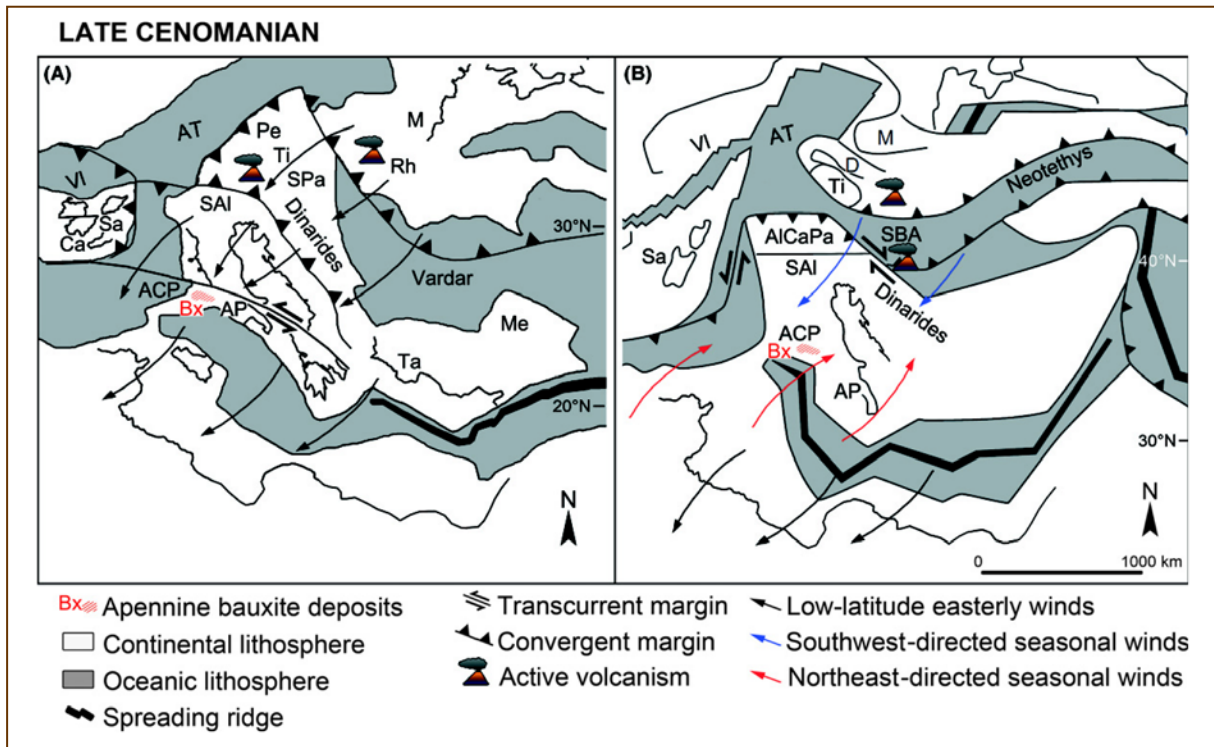 LATE CENOMANIAN
(A)
AT
Pe
M
Ti
Rh
VI
SPa
Sa
SAI
Ca
Dinarides
30°N
Vardar
ACP
Bx
AP
Me
Ta
20°N
N
(B)
VI
AT
M
D
Ti
Neotethys
SBA
AlCaPa
Sa
SAI
40°N
Dinarides
ACP
Bx
AP
30°N
N
0 1000 km
Bx Apennine bauxite deposits
Continental lithosphere
Oceanic lithosphere
Spreading ridge
Transcurrent margin
Convergent margin
Active volcanism
Low-latitude easterly winds
Southwest-directed seasonal winds
Northeast-directed seasonal winds